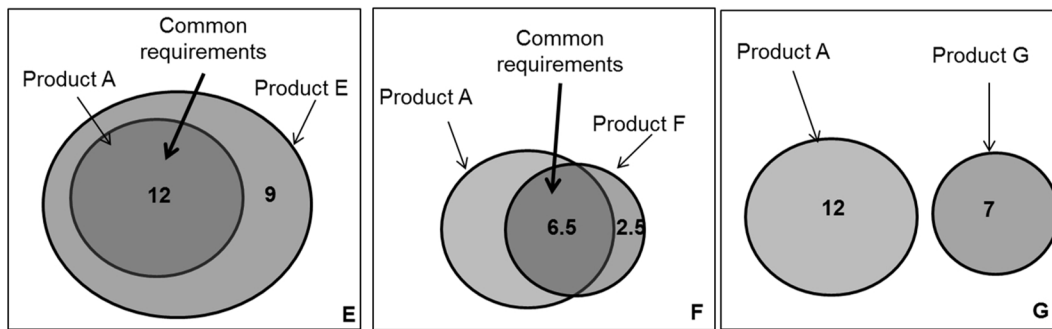 Common
requirements
Product A
Product E
12
9
E
Common
requirements
Product A
Product F
6.5
2.5
F
Product A
Product G
12
7
G